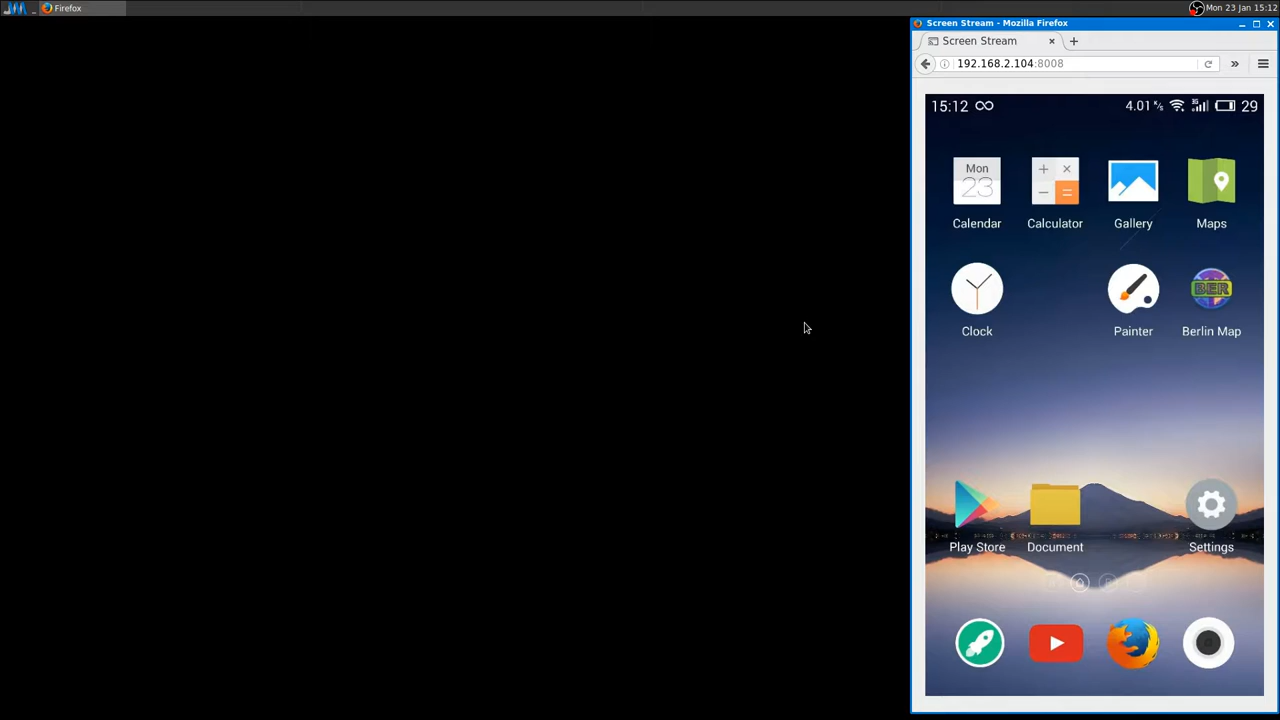 Firefox
Mon 23 Jan 15:12
Screen Stream - Mozilla Firefox
Screen Stream
192.168.2.104:8008
15:12
4.01 K/s
29
Mon
23
Calendar
Calculator
Gallery
Maps
Clock
Painter
BER
Berlin Map
Play Store
Document
Settings